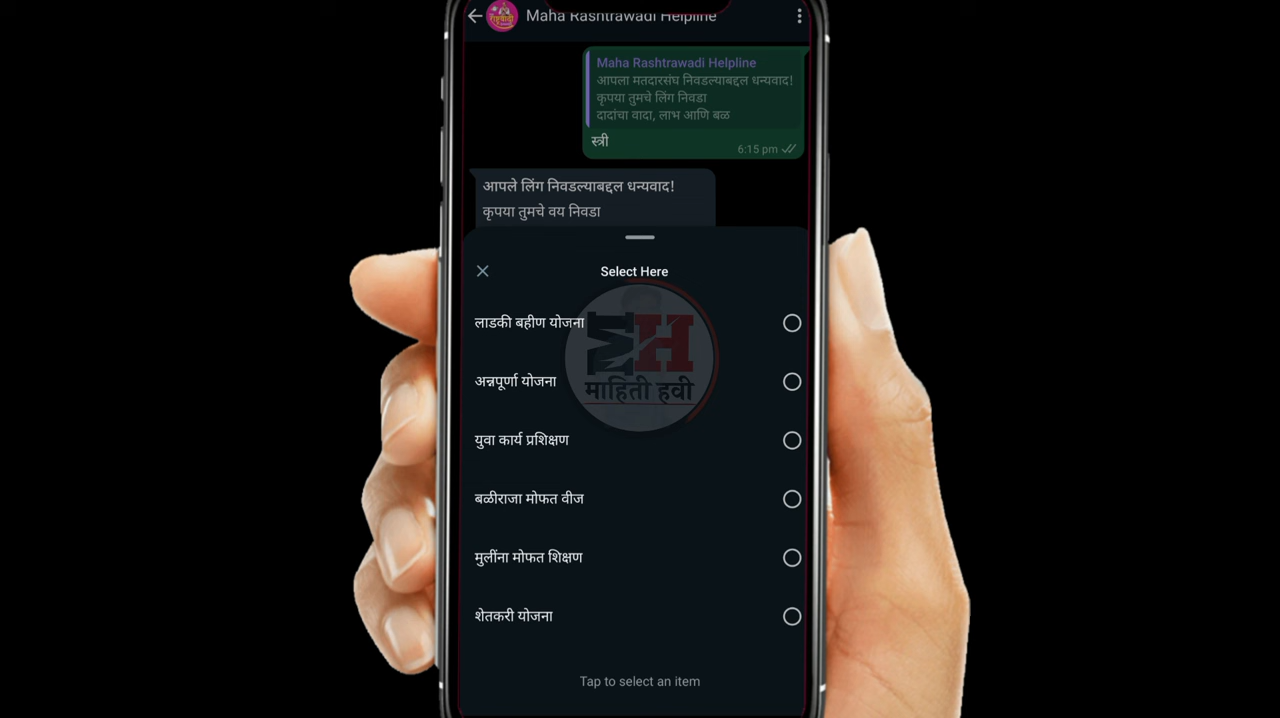 Maha Rashtrawadi Helpline
Maha Rashtrawadi Helpline
आपला मतदारसंघ निवडल्याबद्दल धन्यवाद!
कृपया तुमचे लिंग निवडा
दादांचा वादा, लाभ आणि बळ
स्त्री
6:15 pm
आपले लिंग निवडल्याबद्दल धन्यवाद!
कृपया तुमचे वय निवडा
Select Here
लाडकी बहीण योजना
MH
माहिती हवी
अन्नपूर्णा योजना
युवा कार्य प्रशिक्षण
बळीराजा मोफत वीज
मुलींना मोफत शिक्षण
शेतकरी योजना
Tap to select an item